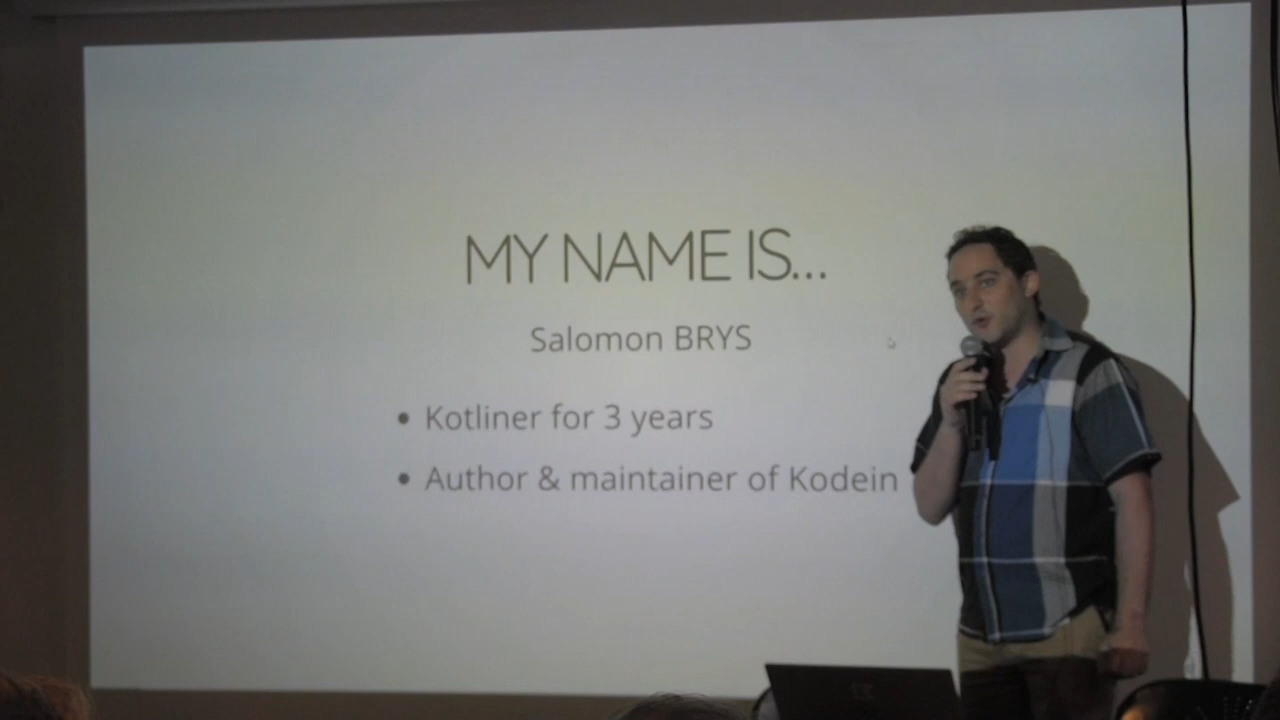 MY NAME IS...
Salomon BRYS
• Kotliner for 3 years
• Author & maintainer of Kodein